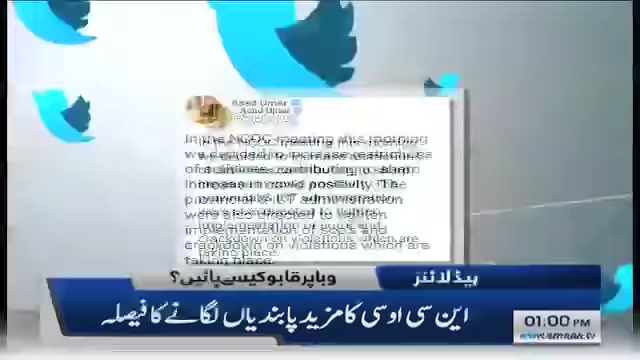 Asad Umar
In the NCOC meeting this morning
we decided to increase restrictions
of activities contributing to alarm
increase in covid positivity. The
provincial & ICT administration
were also directed to tighten
implementation of sops and
crackdown on violations which are
taking place.
ہیڈ لائنز
وبا پر قابو کیسے پائیں؟
این سی او سی کا مزید پابندیاں لگانے کا فیصلہ
01:00 PM